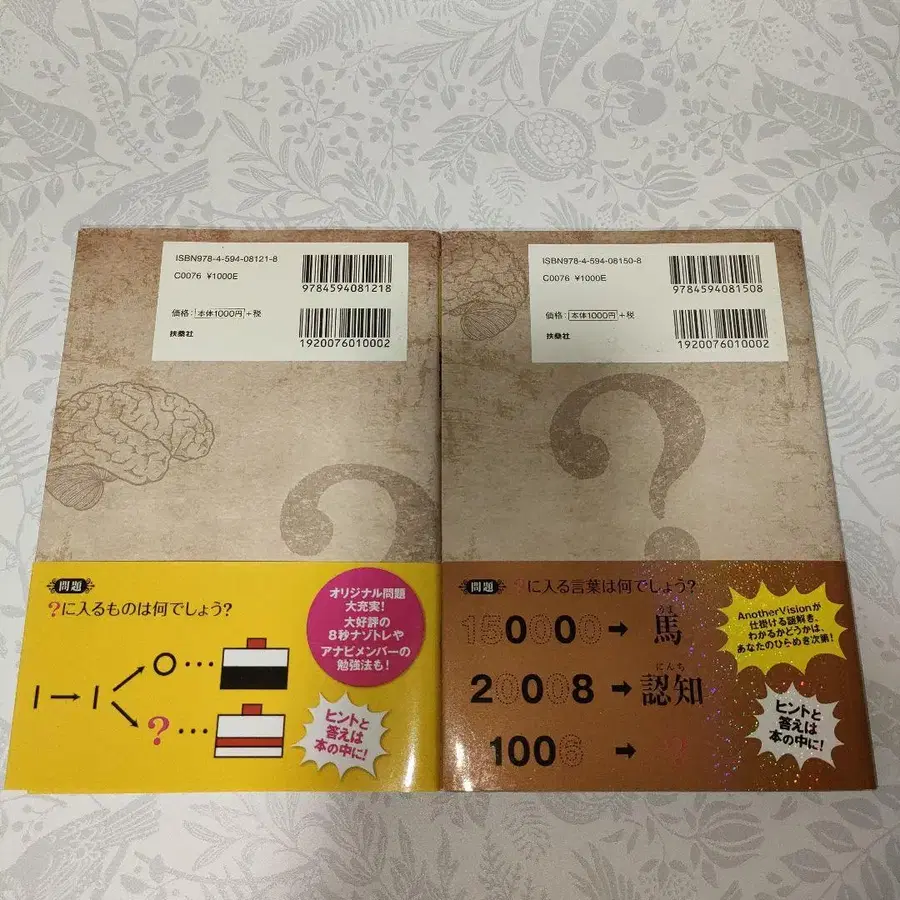 ISBN978-4-594-08121-8
C0076 ¥1000E
9784594081218
価格:本体1000円+税
扶桑社
1920076010002
問題
?に入るものは何でしょう?
オリジナル問題
大充実!
大好評の
8秒ナゾトレや
アナビメンバーの
勉強法も!
ヒントと
答えは
本の中に!
I→I
○…
?…
ISBN978-4-594-08150-8
C0076 ¥1000E
9784594081508
価格:本体1000円+税
扶桑社
1920076010002
問題
?に入る言葉は何でしょう?
1500000→馬
うま
20008→認知
にんち
1006→?
AnotherVisionが
仕掛ける謎解き、
わかるかどうかは、
あなたのひらめき次第!
ヒントと
答えは
本の中に!